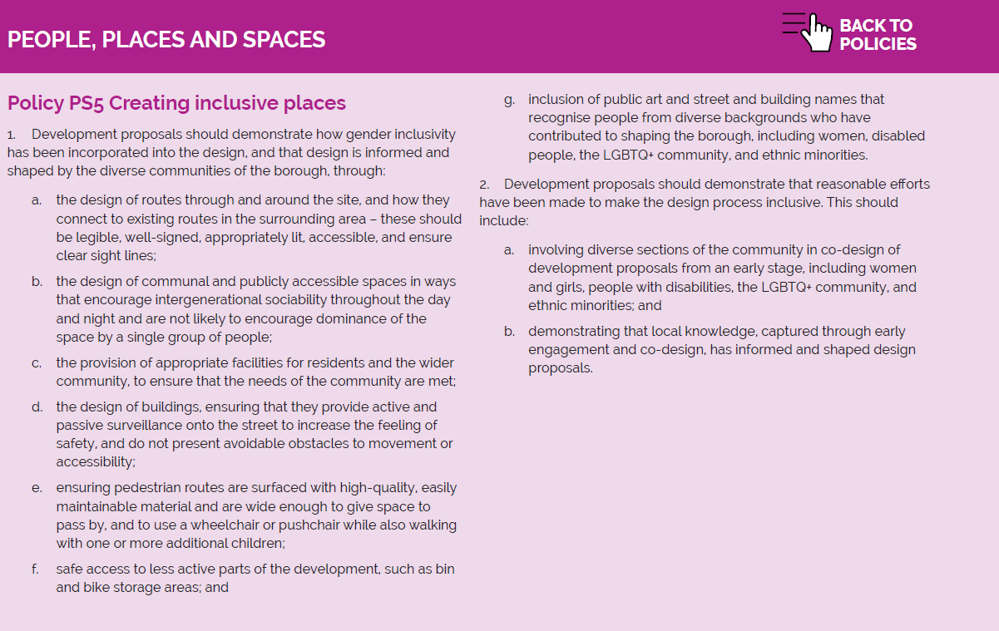 PEOPLE, PLACES AND SPACES
BACK TO
POLICIES
Policy PS5 Creating inclusive places
1. Development proposals should demonstrate how gender inclusivity
has been incorporated into the design, and that design is informed and
shaped by the diverse communities of the borough, through:
a. the design of routes through and around the site, and how they
connect to existing routes in the surrounding area – these should
be legible, well-signed, appropriately lit, accessible, and ensure
clear sight lines;
b. the design of communal and publicly accessible spaces in ways
that encourage intergenerational sociability throughout the day
and night and are not likely to encourage dominance of the
space by a single group of people;
c. the provision of appropriate facilities for residents and the wider
community, to ensure that the needs of the community are met;
d. the design of buildings, ensuring that they provide active and
passive surveillance onto the street to increase the feeling of
safety, and do not present avoidable obstacles to movement or
accessibility;
e. ensuring pedestrian routes are surfaced with high-quality, easily
maintainable material and are wide enough to give space to
pass by, and to use a wheelchair or pushchair while also walking
with one or more additional children;
f. safe access to less active parts of the development, such as bin
and bike storage areas; and
g. inclusion of public art and street and building names that
recognise people from diverse backgrounds who have
contributed to shaping the borough, including women, disabled
people, the LGBTQ+ community, and ethnic minorities.
2. Development proposals should demonstrate that reasonable efforts
have been made to make the design process inclusive. This should
include:
a. involving diverse sections of the community in co-design of
development proposals from an early stage, including women
and girls, people with disabilities, the LGBTQ+ community, and
ethnic minorities; and
b. demonstrating that local knowledge, captured through early
engagement and co-design, has informed and shaped design
proposals.